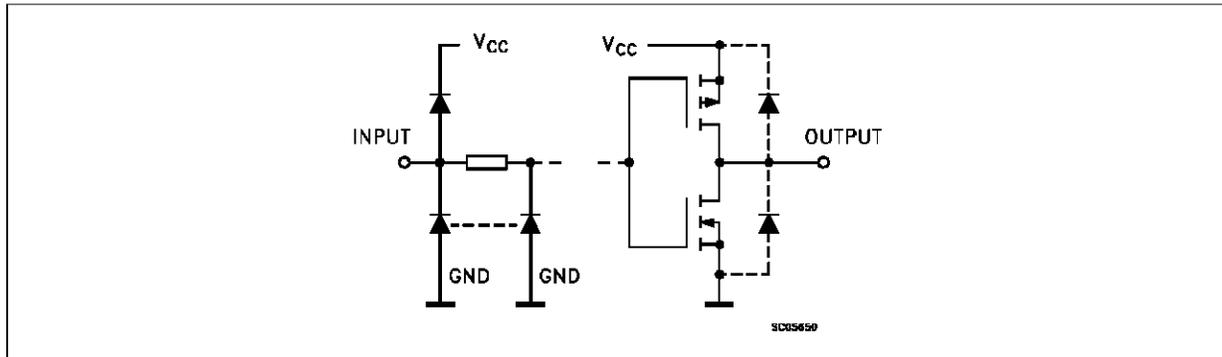 VCC
VCC
INPUT
OUTPUT
GND
GND
SC05650